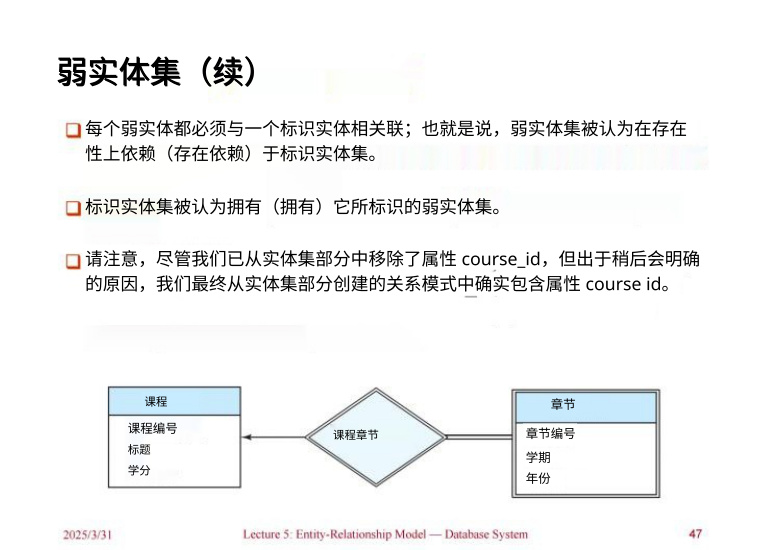 弱实体集（续）
每个弱实体都必须与一个标识实体相关联；也就是说，弱实体集被认为在存在
性上依赖（存在依赖）于标识实体集。
标识实体集被认为拥有（拥有）它所标识的弱实体集。
请注意，尽管我们已从实体集部分中移除了属性 course_id，但出于稍后会明确
的原因，我们最终从实体集部分创建的关系模式中确实包含属性 course id。
课程
课程编号
标题
学分
课程章节
章节
章节编号
学期
年份
2025/3/31
Lecture 5: Entity-Relationship Model — Database System
47